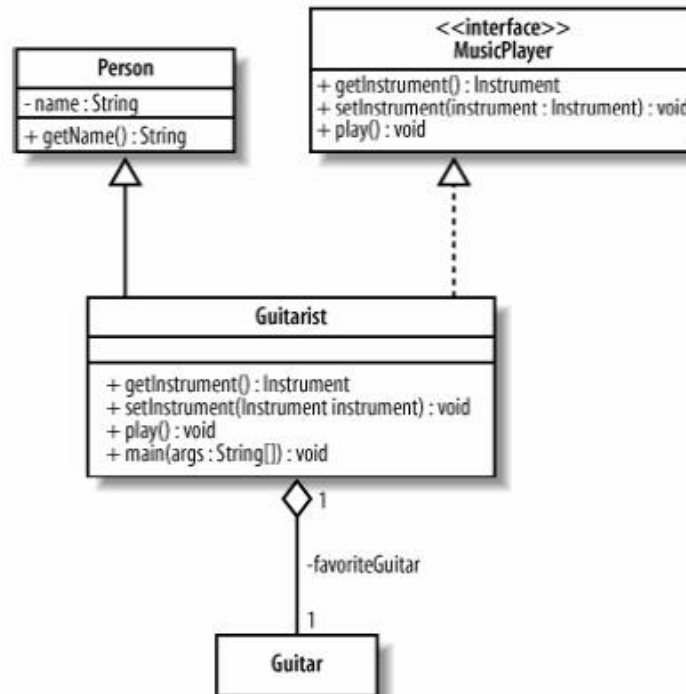 Person
- name : String
+ getName() : String
<<interface>>
MusicPlayer
+ getInstrument() : Instrument
+ setInstrument(instrument : Instrument) : void
+ play() : void
Guitarist
+ getInstrument() : Instrument
+ setInstrument(Instrument instrument) : void
+ play() : void
+ main(args : String[]) : void
1
-favoriteGuitar
1
Guitar